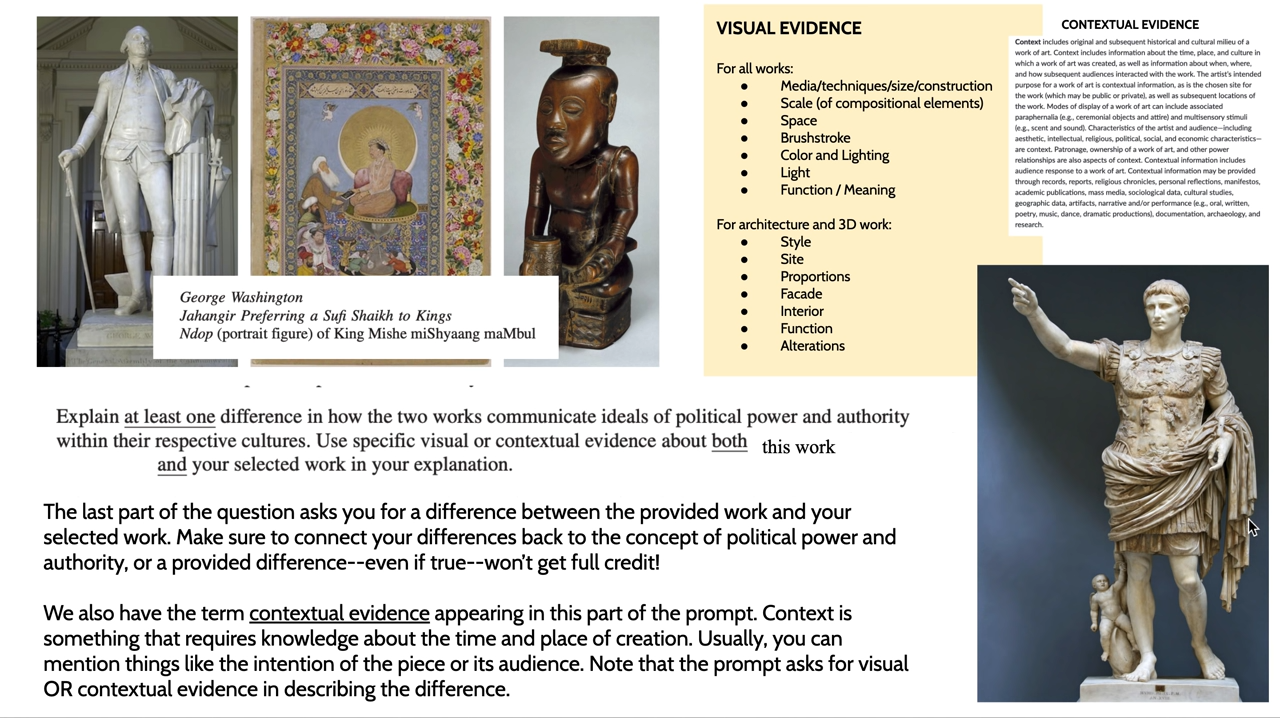 George Washington
Jahangir Preferring a Sufi Shaikh to Kings
Ndop (portrait figure) of King Mishe miShyaang maMbul
VISUAL EVIDENCE
For all works:
● Media/techniques/size/construction
● Scale (of compositional elements)
● Space
● Brushstroke
● Color and Lighting
● Light
● Function / Meaning
For architecture and 3D work:
● Style
● Site
● Proportions
● Facade
● Interior
● Function
● Alterations
CONTEXTUAL EVIDENCE
Context includes original and subsequent historical and cultural milieu of a
work of art. Context includes information about the time, place, and culture in
which a work of art was created, as well as information about when, where,
and how subsequent audiences interacted with the work. The artist's intended
purpose for a work of art is contextual information, as is the chosen site for
the work (which may be public or private), as well as subsequent locations of
the work. Modes of display of a work of art can include associated
paraphernalia (e.g., ceremonial objects and attire) and multisensory stimuli
(e.g., scent and sound). Characteristics of the artist and audience—including
aesthetic, intellectual, religious, political, social, and economic characteristics—
are context. Patronage, ownership of a work of art, and other power
relationships are also aspects of context. Contextual information includes
audience response to a work of art. Contextual information may be provided
through records, reports, religious chronicles, personal reflections, manifestos,
academic publications, mass media, sociological data, cultural studies,
geographic data, artifacts, narrative and/or performance (e.g., oral, written,
poetry, music, dance, dramatic productions), documentation, archaeology, and
research.
Explain at least one difference in how the two works communicate ideals of political power and authority
within their respective cultures. Use specific visual or contextual evidence about both this work
and your selected work in your explanation.
The last part of the question asks you for a difference between the provided work and your
selected work. Make sure to connect your differences back to the concept of political power and
authority, or a provided difference--even if true--won't get full credit!
We also have the term contextual evidence appearing in this part of the prompt. Context is
something that requires knowledge about the time and place of creation. Usually, you can
mention things like the intention of the piece or its audience. Note that the prompt asks for visual
OR contextual evidence in describing the difference.